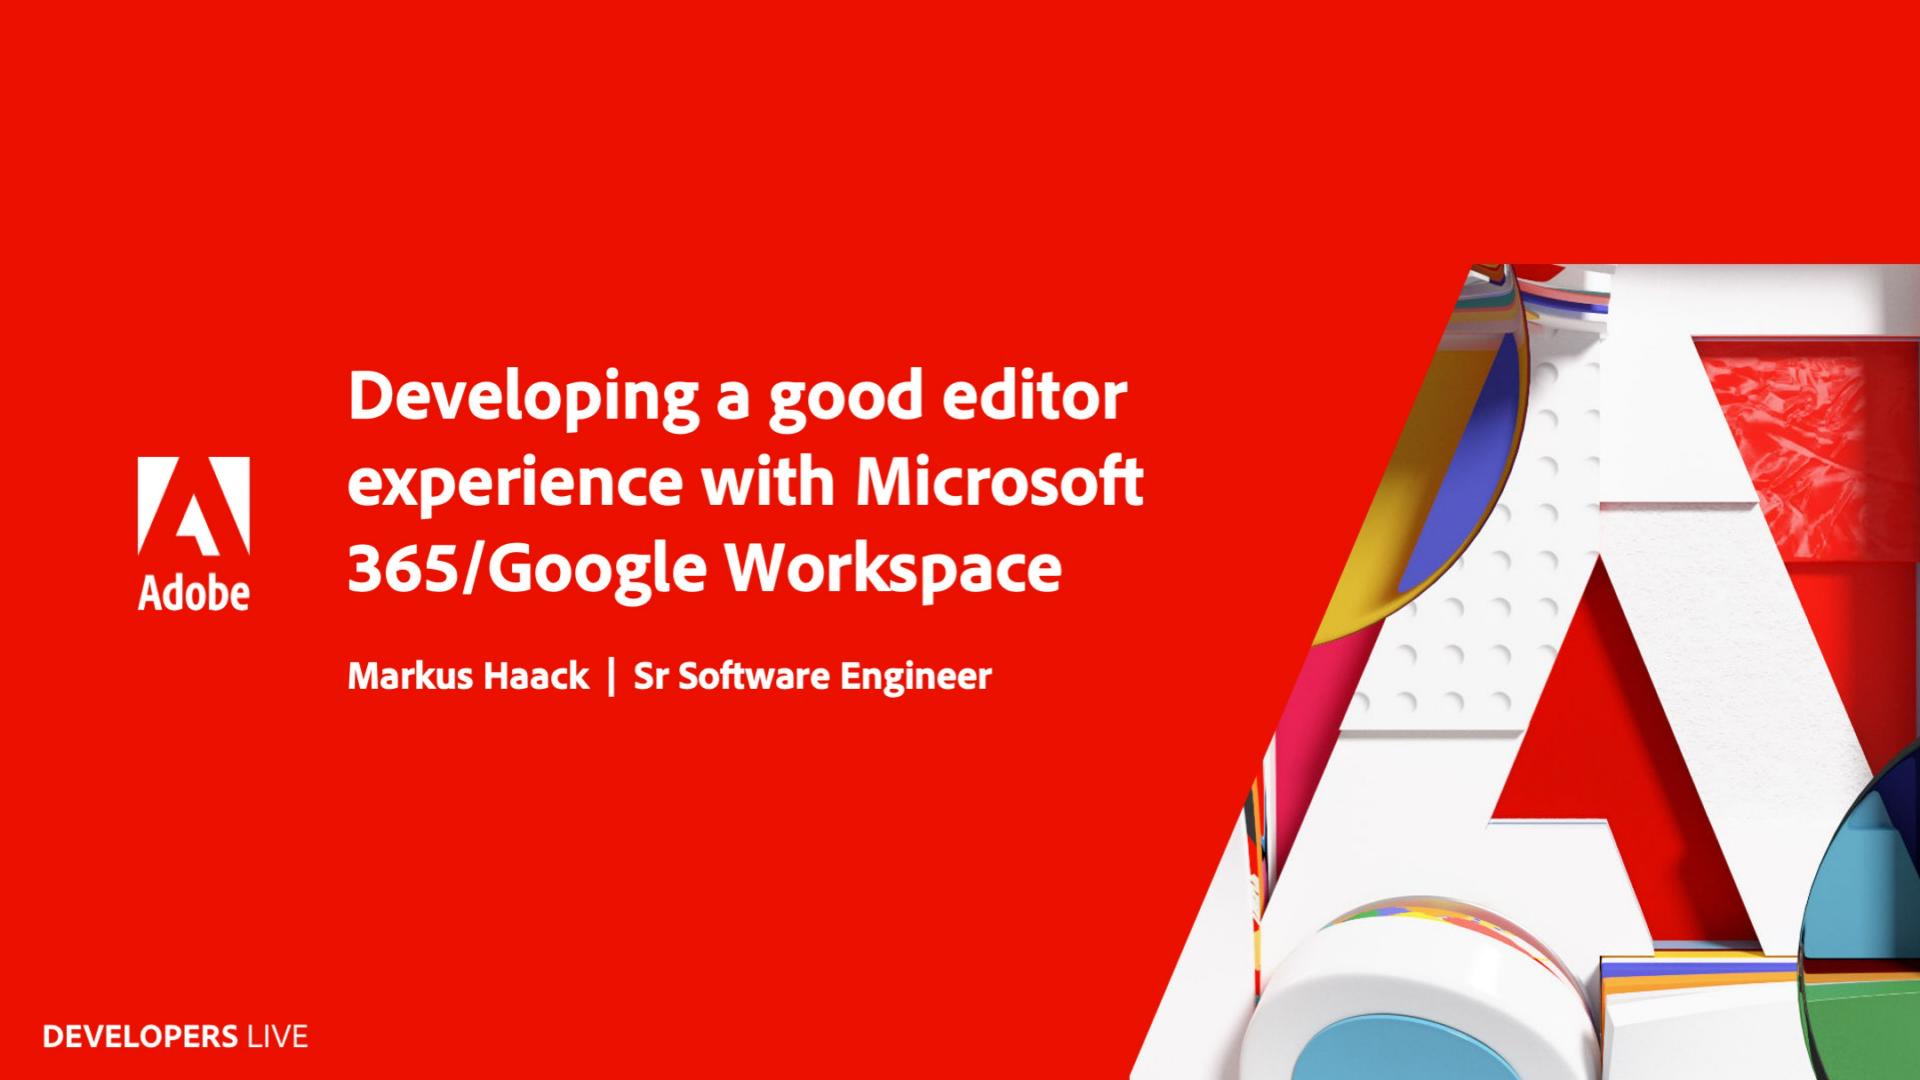 Developing a good editor
experience with Microsoft
365/Google Workspace
Adobe
Markus Haack | Sr Software Engineer
DEVELOPERS LIVE